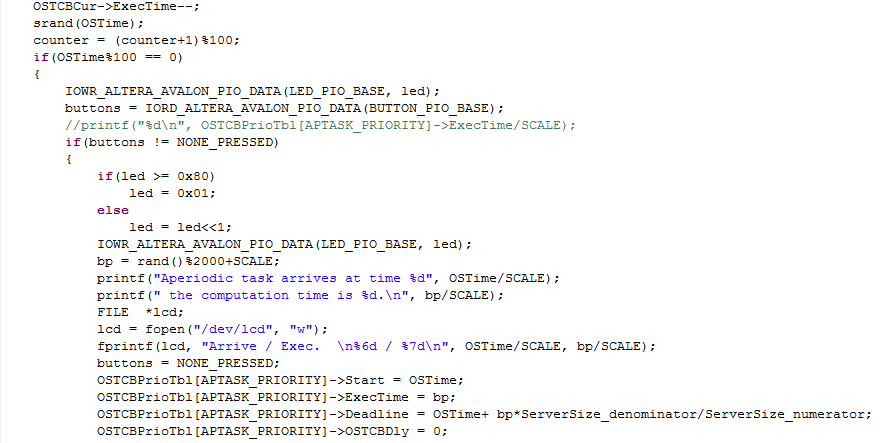 OSTCBCur->ExecTime--;
srand(OSTime);
counter = (counter+1)%100;
if(OSTime%100 == 0)
{
    IOWR_ALTERA_AVALON_PIO_DATA(LED_PIO_BASE, led);
    buttons = IORD_ALTERA_AVALON_PIO_DATA(BUTTON_PIO_BASE);
    //printf("%d\n", OSTCBPrioTbl[APTASK_PRIORITY]->ExecTime/SCALE);
    if(buttons != NONE_PRESSED)
    {
        if(led >= 0x80)
            led = 0x01;
        else
            led = led<<1;
        IOWR_ALTERA_AVALON_PIO_DATA(LED_PIO_BASE, led);
        bp = rand()%2000+SCALE;
        printf("Aperiodic task arrives at time %d", OSTime/SCALE);
        printf(" the computation time is %d.\n", bp/SCALE);
        FILE  *lcd;
        lcd = fopen("/dev/lcd", "w");
        fprintf(lcd, "Arrive / Exec.  \n%6d / %7d\n", OSTime/SCALE, bp/SCALE);
        buttons = NONE_PRESSED;
        OSTCBPrioTbl[APTASK_PRIORITY]->Start = OSTime;
        OSTCBPrioTbl[APTASK_PRIORITY]->ExecTime = bp;
        OSTCBPrioTbl[APTASK_PRIORITY]->Deadline = OSTime+ bp*ServerSize_denominator/ServerSize_numerator;
        OSTCBPrioTbl[APTASK_PRIORITY]->OSTCBDly = 0;